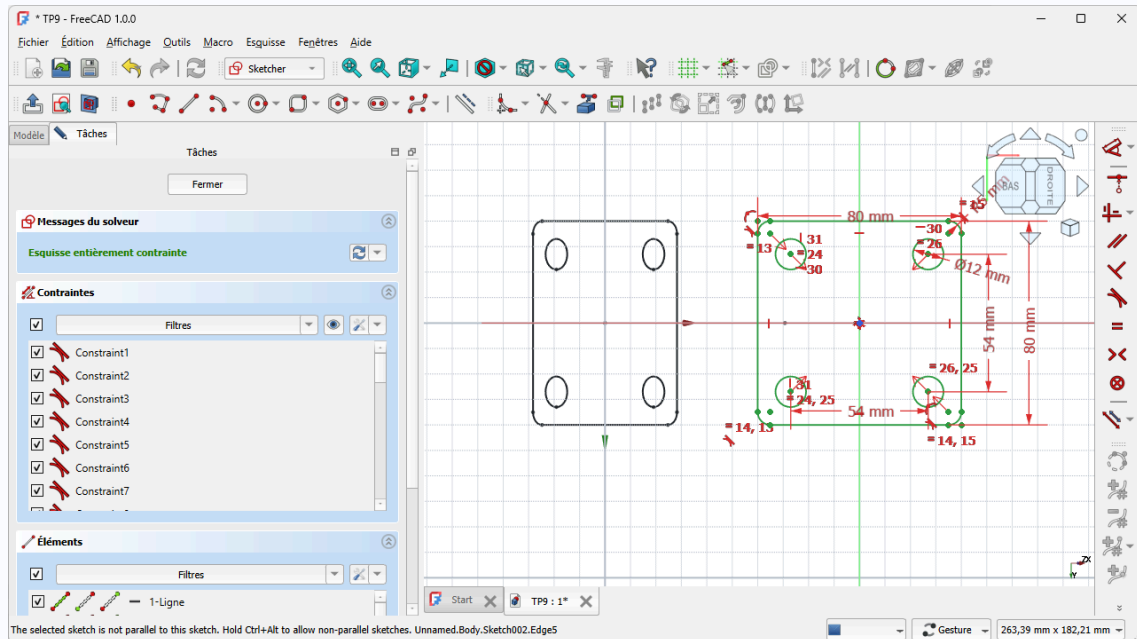 * TP9 - FreeCAD 1.0.0
Fichier Édition Affichage Outils Macro Esquisse Fenêtres Aide
Sketcher
Modèle Tâches
Tâches
Fermer
Messages du solveur
Esquisse entièrement contrainte
Contraintes
Filtres
Constraint1
Constraint2
Constraint3
Constraint4
Constraint5
Constraint6
Constraint7
Éléments
Filtres
1-Ligne
BAS DROITE
80 mm
= 15
= 13
31
= 24
30
30
= 26
Ø12 mm
54 mm
80 mm
31
= 24, 25
= 26, 25
54 mm
= 14, 13
= 14, 15
Start TP9 : 1*
The selected sketch is not parallel to this sketch. Hold Ctrl+Alt to allow non-parallel sketches. Unnamed.Body.Sketch002.Edge5
Gesture 263,39 mm x 182,21 mm